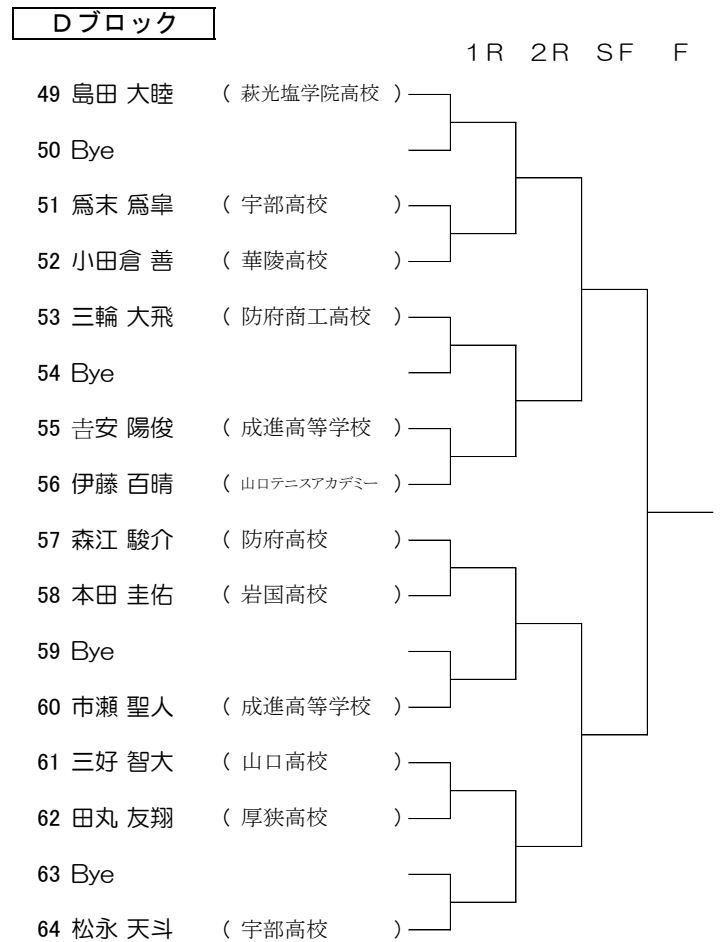 Dブロック
1R 2R SF F
49 島田 大睦 ( 萩光塩学院高校 )
50 Bye
51 爲末 爲皐 ( 宇部高校 )
52 小田倉 善 ( 華陵高校 )
53 三輪 大飛 ( 防府商工高校 )
54 Bye
55 𠮷安 陽俊 ( 成進高等学校 )
56 伊藤 百晴 ( 山口テニスアカデミー )
57 森江 駿介 ( 防府高校 )
58 本田 圭佑 ( 岩国高校 )
59 Bye
60 市瀬 聖人 ( 成進高等学校 )
61 三好 智大 ( 山口高校 )
62 田丸 友翔 ( 厚狭高校 )
63 Bye
64 松永 天斗 ( 宇部高校 )